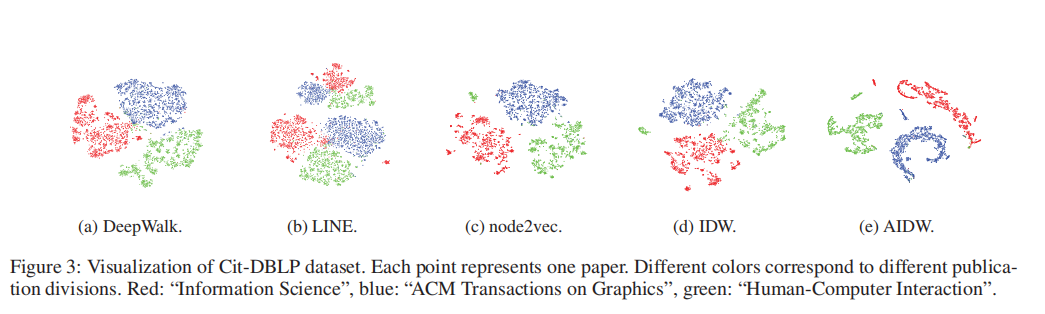 (a) DeepWalk.
(b) LINE.
(c) node2vec.
(d) IDW.
(e) AIDW.
Figure 3: Visualization of Cit-DBLP dataset. Each point represents one paper. Different colors correspond to different publica-
tion divisions. Red: “Information Science”, blue: “ACM Transactions on Graphics”, green: “Human-Computer Interaction”.